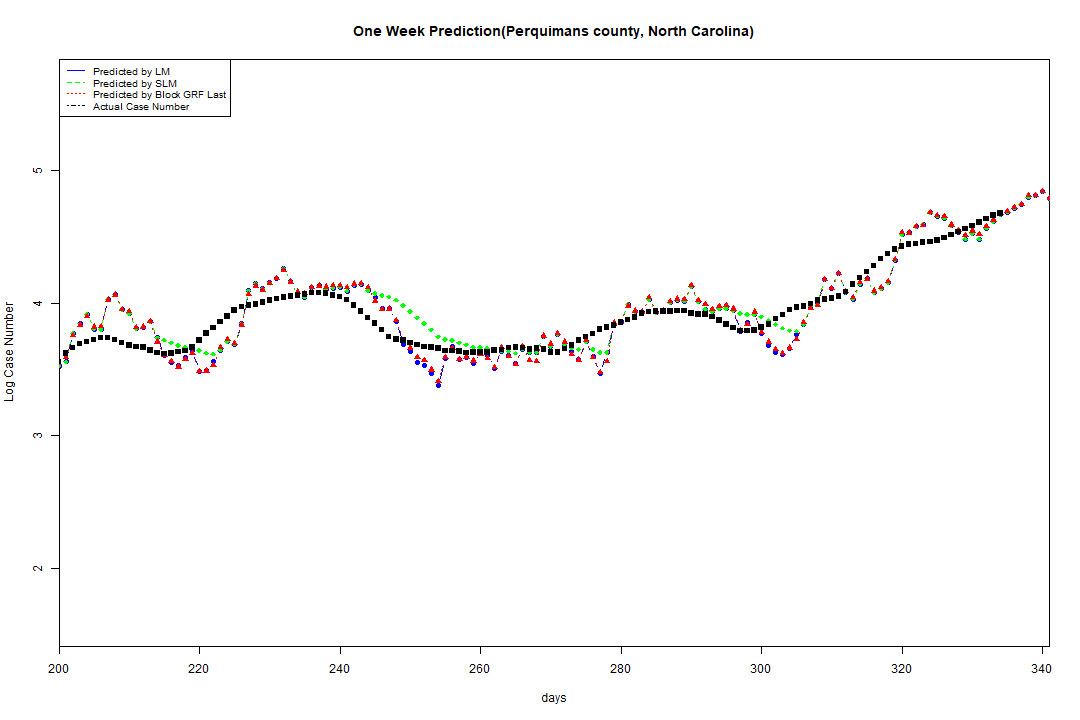 One Week Prediction(Perquimans county, North Carolina)
Predicted by LM
Predicted by SLM
Predicted by Block GRF Last
Actual Case Number
Log Case Number
5
4
3
2
200 220 240 260 280 300 320 340
days